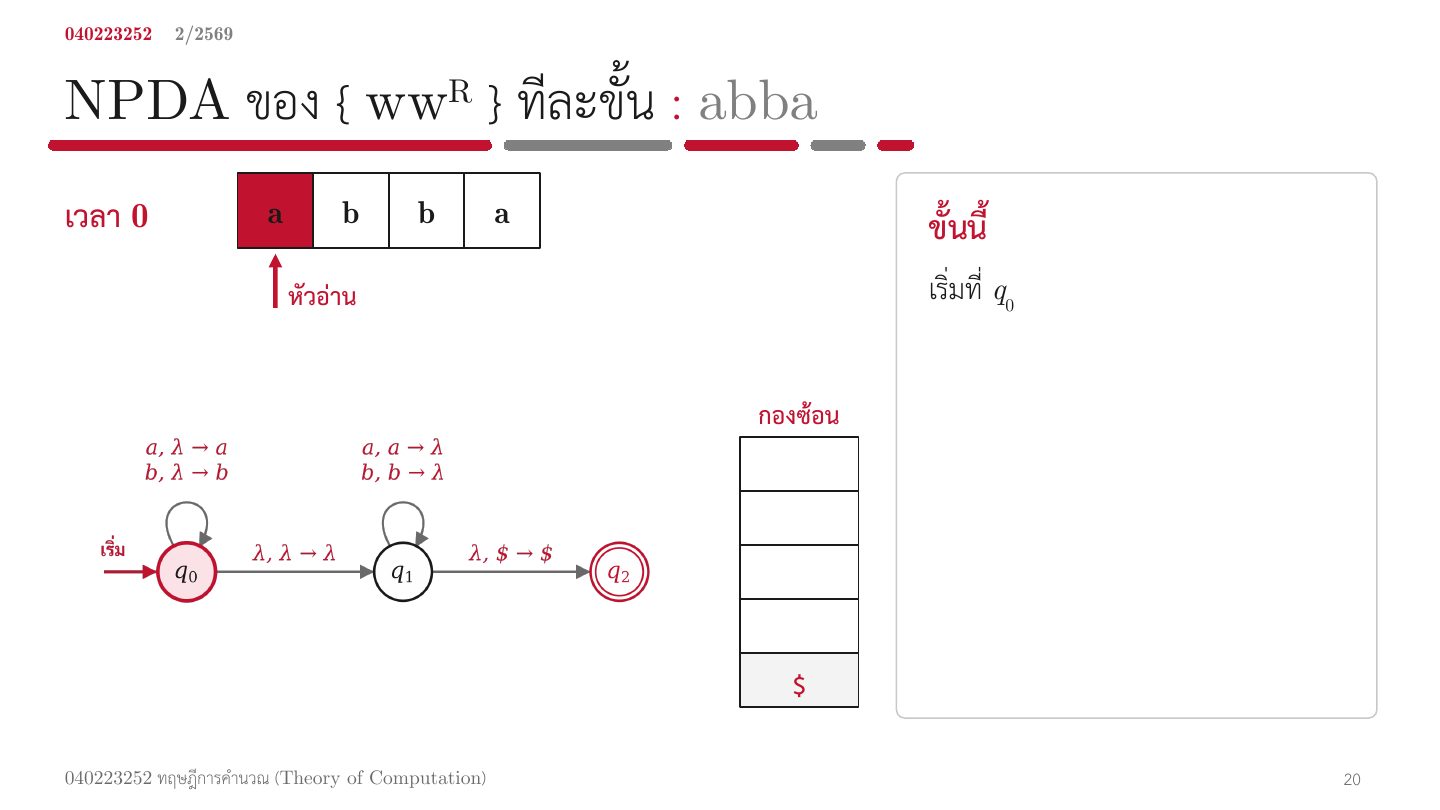 040223252 2/2569
NPDA ของ { wwᴿ } ทีละขั้น : abba
เวลา 0
a b b a
หัวอ่าน
ขั้นนี้
เริ่มที่ q₀
กองซ้อน
$
a, λ → a
b, λ → b
a, a → λ
b, b → λ
เริ่ม
q₀
λ, λ → λ
q₁
λ, $ → $
q₂
040223252 ทฤษฎีการคำนวณ (Theory of Computation)
20